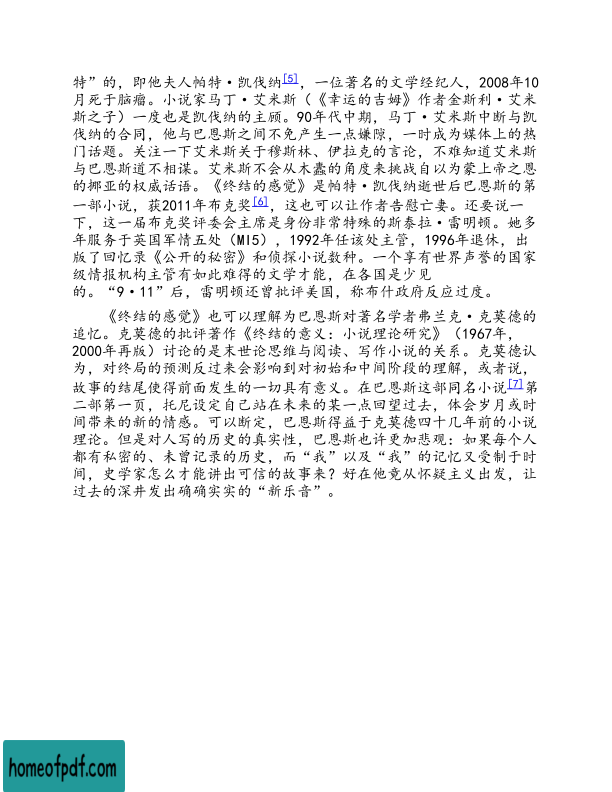 特”的，即他夫人帕特·凯伐纳[5]，一位著名的文学经纪人，2008年10
月死于脑瘤。小说家马丁·艾米斯（《幸运的吉姆》作者金斯利·艾米
斯之子）一度也是凯伐纳的主顾。90年代中期，马丁·艾米斯中断与凯
伐纳的合同，他与巴恩斯之间不免产生一点嫌隙，一时成为媒体上的热
门话题。关注一下艾米斯关于穆斯林、伊拉克的言论，不难知道艾米斯
与巴恩斯道不相谋。艾米斯不会从木蠹的角度来挑战自以为蒙上帝之恩
的挪亚的权威话语。《终结的感觉》是帕特·凯伐纳逝世后巴恩斯的第
一部小说，获2011年布克奖[6]，这也可以让作者告慰亡妻。还要说一
下，这一届布克奖评委会主席是身份非常特殊的斯泰拉·雷明顿。她多
年服务于英国军情五处（MI5），1992年任该处主管，1996年退休，出
版了回忆录《公开的秘密》和侦探小说数种。一个享有世界声誉的国家
级情报机构主管有如此难得的文学才能，在各国是少见
的。“9·11”后，雷明顿还曾批评美国，称布什政府反应过度。
《终结的感觉》也可以理解为巴恩斯对著名学者弗兰克·克莫德的
追忆。克莫德的批评著作《终结的意义：小说理论研究》（1967年，
2000年再版）讨论的是末世论思维与阅读、写作小说的关系。克莫德认
为，对终局的预测反过来会影响到对初始和中间阶段的理解，或者说，
故事的结尾使得前面发生的一切具有意义。在巴恩斯这部同名小说[7]第
二部第一页，托尼设定自己站在未来的某一点回望过去，体会岁月或时
间带来的新的情感。可以断定，巴恩斯得益于克莫德四十几年前的小说
理论。但是对人写的历史的真实性，巴恩斯也许更加悲观：如果每个人
都有私密的、未曾记录的历史，而“我”以及“我”的记忆又受制于时
间，史学家怎么才能讲出可信的故事来？好在他竟从怀疑主义出发，让
过去的深井发出确确实实的“新乐音”。
homeofpdf.com